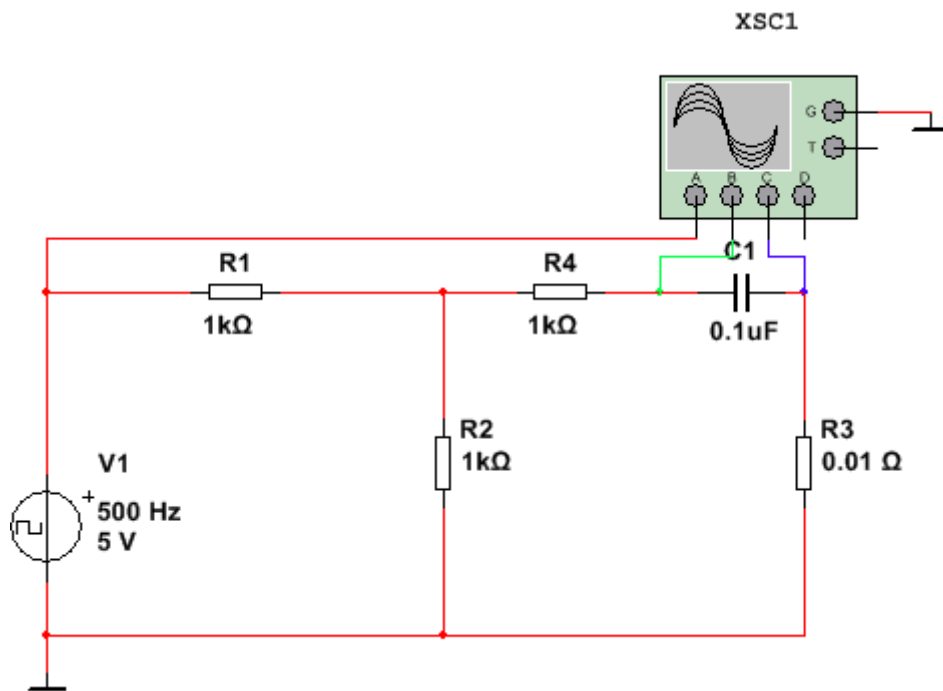 XSC1
G
T
A B C D
R1
1kΩ
R4
1kΩ
C1
0.1uF
R2
1kΩ
R3
0.01 Ω
V1
+
500 Hz
5 V